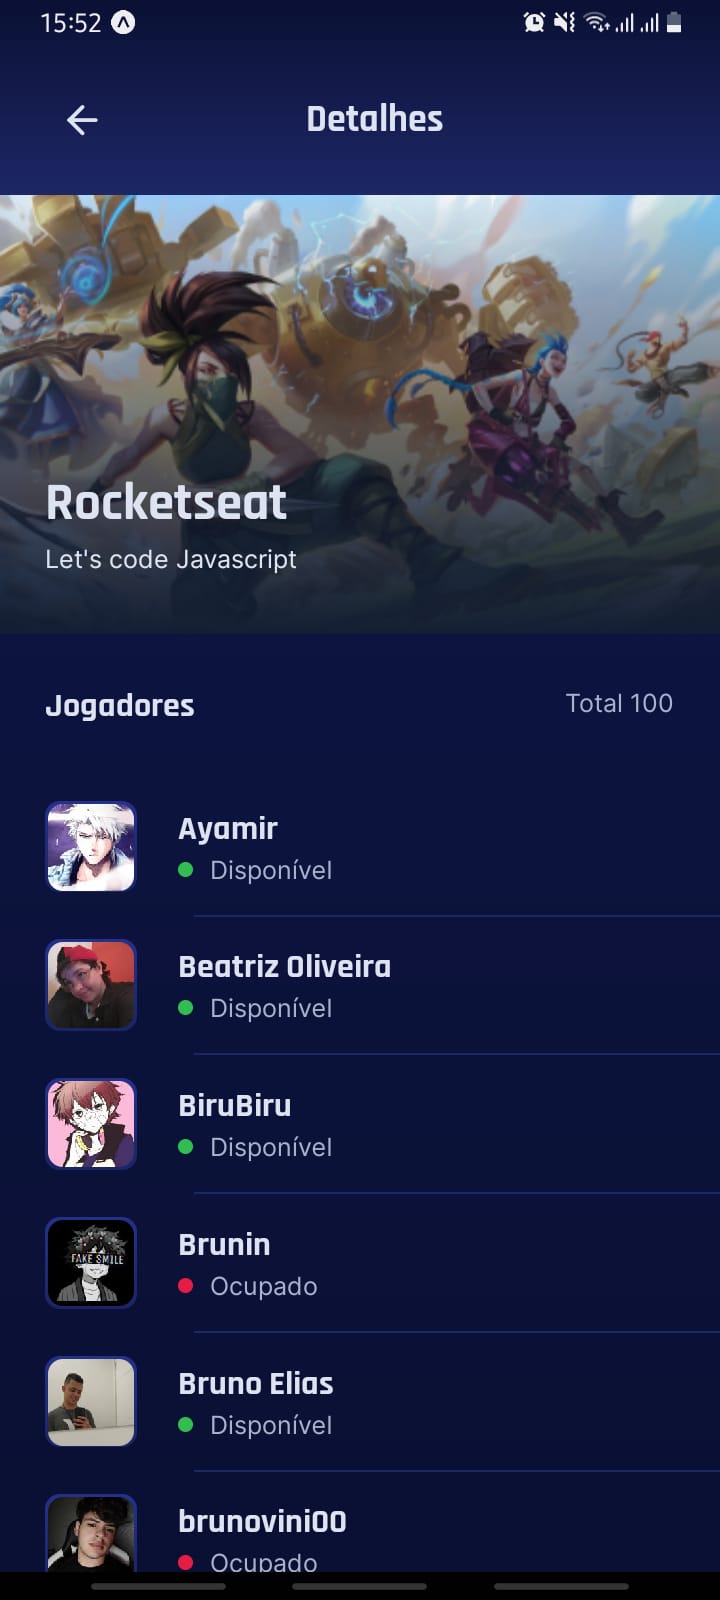 15:52
Detalhes
Rocketseat
Let's code Javascript
Jogadores
Total 100
Ayamir
Disponível
Beatriz Oliveira
Disponível
BiruBiru
Disponível
Brunin
FAKE SMILE
Ocupado
Bruno Elias
Disponível
brunovini00
Ocupado